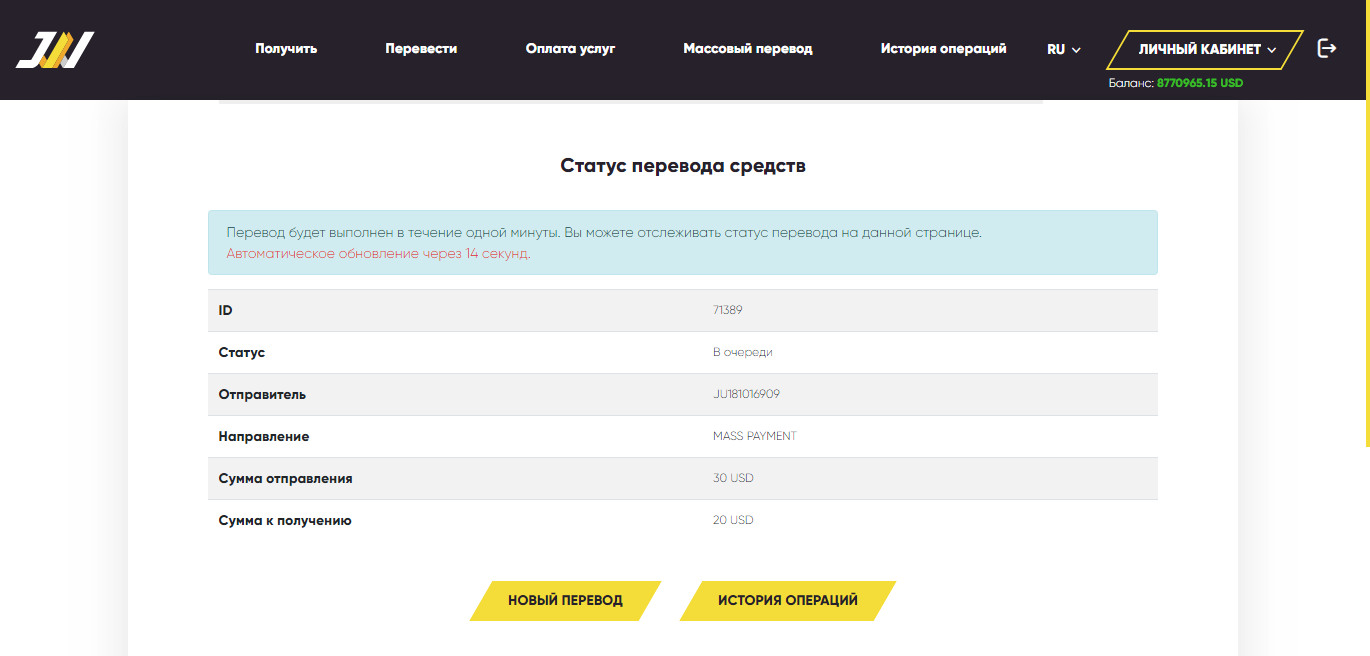 JU
Получить
Перевести
Оплата услуг
Массовый перевод
История операций
RU
ЛИЧНЫЙ КАБИНЕТ
Баланс: 8770965.15 USD
Статус перевода средств
Перевод будет выполнен в течение одной минуты. Вы можете отслеживать статус перевода на данной странице.
Автоматическое обновление через 14 секунд.
ID 71389
Статус В очереди
Отправитель JU181016909
Направление MASS PAYMENT
Сумма отправления 30 USD
Сумма к получению 20 USD
НОВЫЙ ПЕРЕВОД
ИСТОРИЯ ОПЕРАЦИЙ